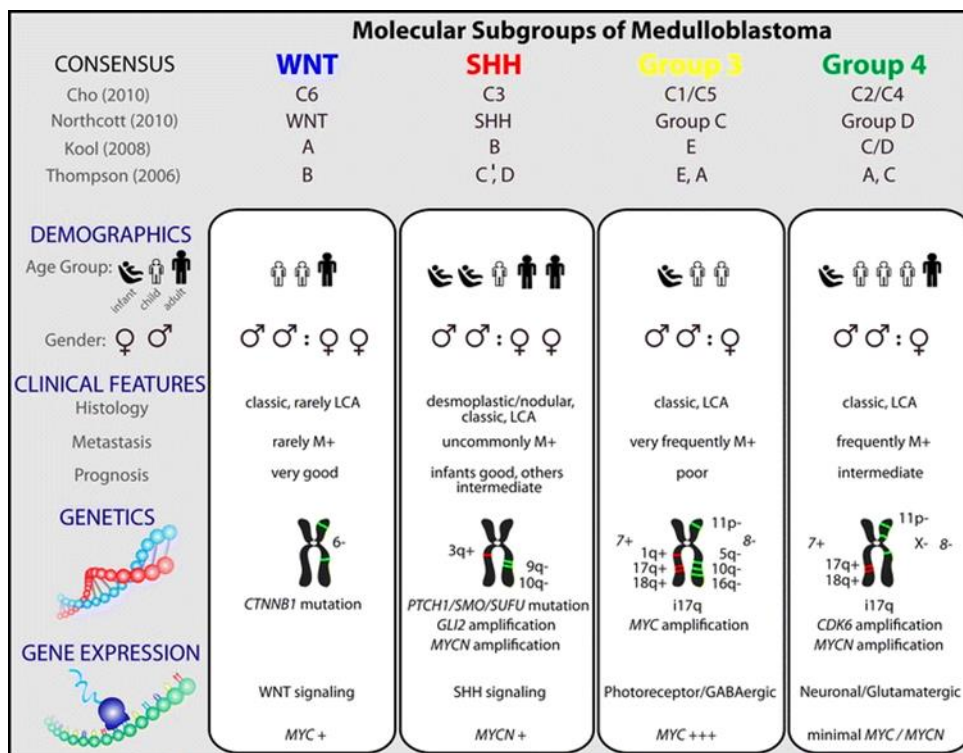 Molecular Subgroups of Medulloblastoma
CONSENSUS WNT SHH Group 3 Group 4
Cho (2010) C6 C3 C1/C5 C2/C4
Northcott (2010) WNT SHH Group C Group D
Kool (2008) A B E C/D
Thompson (2006) B C', D E, A A, C
DEMOGRAPHICS
Age Group:
infant child adult
Gender: ♀ ♂ ♂♂:♀♀ ♂♂:♀♀ ♂♂:♀ ♂♂:♀
CLINICAL FEATURES
Histology classic, rarely LCA desmoplastic/nodular, classic, LCA classic, LCA
classic, LCA
Metastasis rarely M+ uncommonly M+ very frequently M+ frequently M+
Prognosis very good infants good, others poor intermediate
intermediate
GENETICS
6-
3q+
9q-
10q-
7+ 11p- 8-
1q+ 5q-
17q+ 10q-
18q+ 16q-
7+ 11p- X- 8-
17q+
18q+
i17q i17q
CTNNB1 mutation PTCH1/SMO/SUFU mutation MYC amplification CDK6 amplification
GLI2 amplification MYCN amplification
MYCN amplification
GENE EXPRESSION
WNT signaling SHH signaling Photoreceptor/GABAergic Neuronal/Glutamatergic
MYC + MYCN + MYC +++ minimal MYC / MYCN